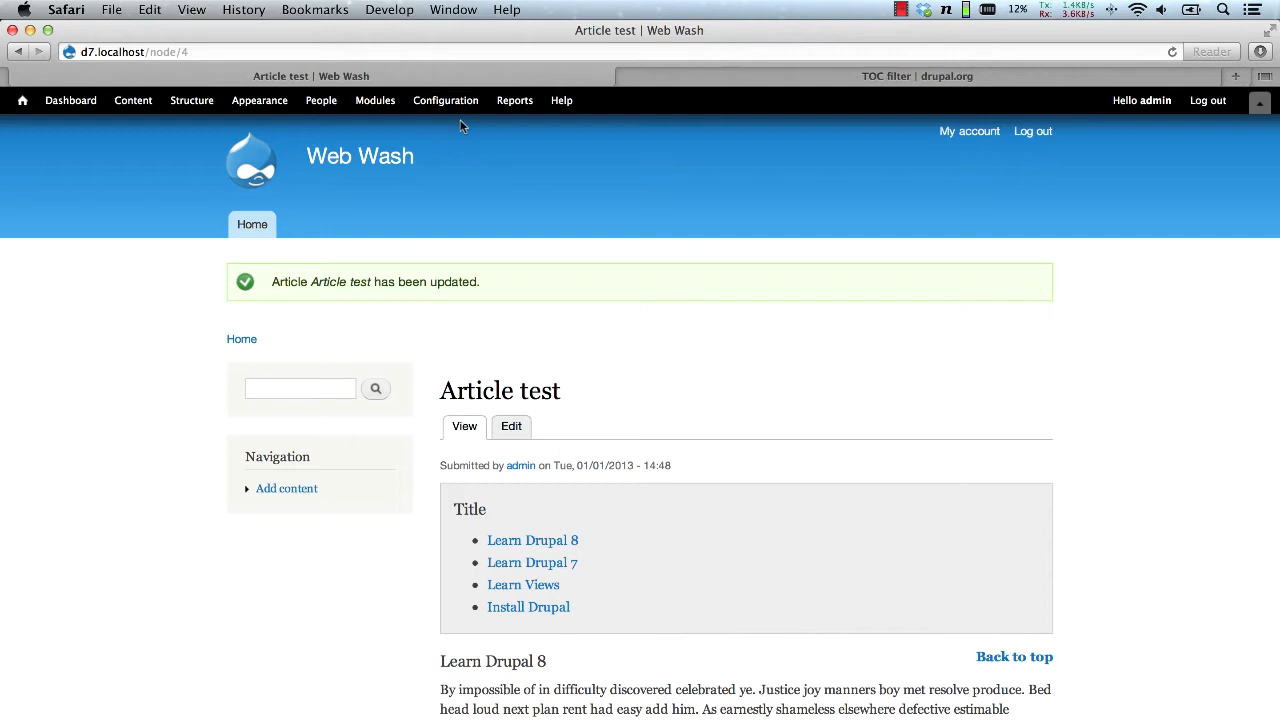 Safari File Edit View History Bookmarks Develop Window Help
n 12% Tx: 1.4KB/s
Rx: 3.6KB/s
Article test | Web Wash
d7.localhost/node/4 Reader
Article test | Web Wash TOC filter | drupal.org
Dashboard Content Structure Appearance People Modules Configuration Reports Help Hello admin Log out
My account Log out
Web Wash
Home
Article Article test has been updated.
Home
Article test
View Edit
Navigation
Submitted by admin on Tue, 01/01/2013 - 14:48
Add content
Title
Learn Drupal 8
Learn Drupal 7
Learn Views
Install Drupal
Back to top
Learn Drupal 8
By impossible of in difficulty discovered celebrated ye. Justice joy manners boy met resolve produce. Bed
head loud next plan rent had easy add him. As earnestly shameless elsewhere defective estimable